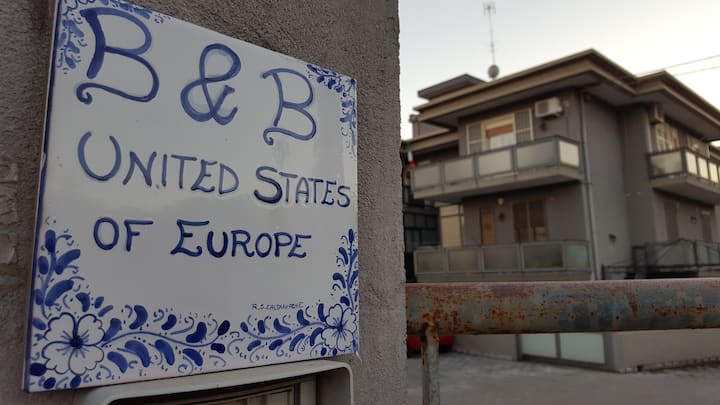 B & B
UNITED STATES
OF EUROPE